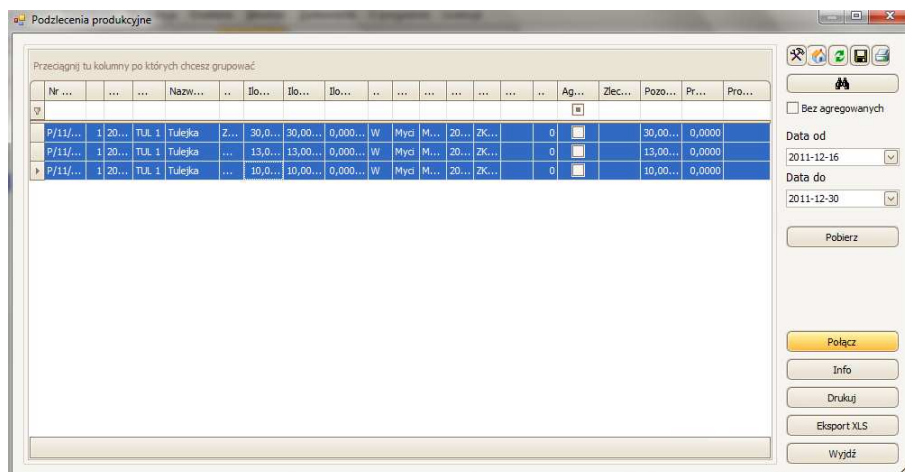 Podzlecenia produkcyjne
Przeciągnij tu kolumny po których chcesz grupować
Nr ... ... ... Nazw... .. Ilo... Ilo... Ilo... .. ... ... ... ... ... .. Ag... Zlec... Pozo... Pr... Pro...
P/11/... 1 20... TUL 1 Tulejka Z... 30,0... 30,00... 0,000... W Myci M... 20... ZK... 0 30,00... 0,0000
P/11/... 1 20... TUL 1 Tulejka ... 13,0... 13,00... 0,000... W Myci M... 20... ZK... 0 13,00... 0,0000
P/11/... 1 20... TUL 1 Tulejka ... 10,0... 10,00... 0,000... W Myci M... 20... ZK... 0 10,00... 0,0000
Bez agregowanych
Data od
2011-12-16
Data do
2011-12-30
Pobierz
Połącz
Info
Drukuj
Eksport XLS
Wyjdź